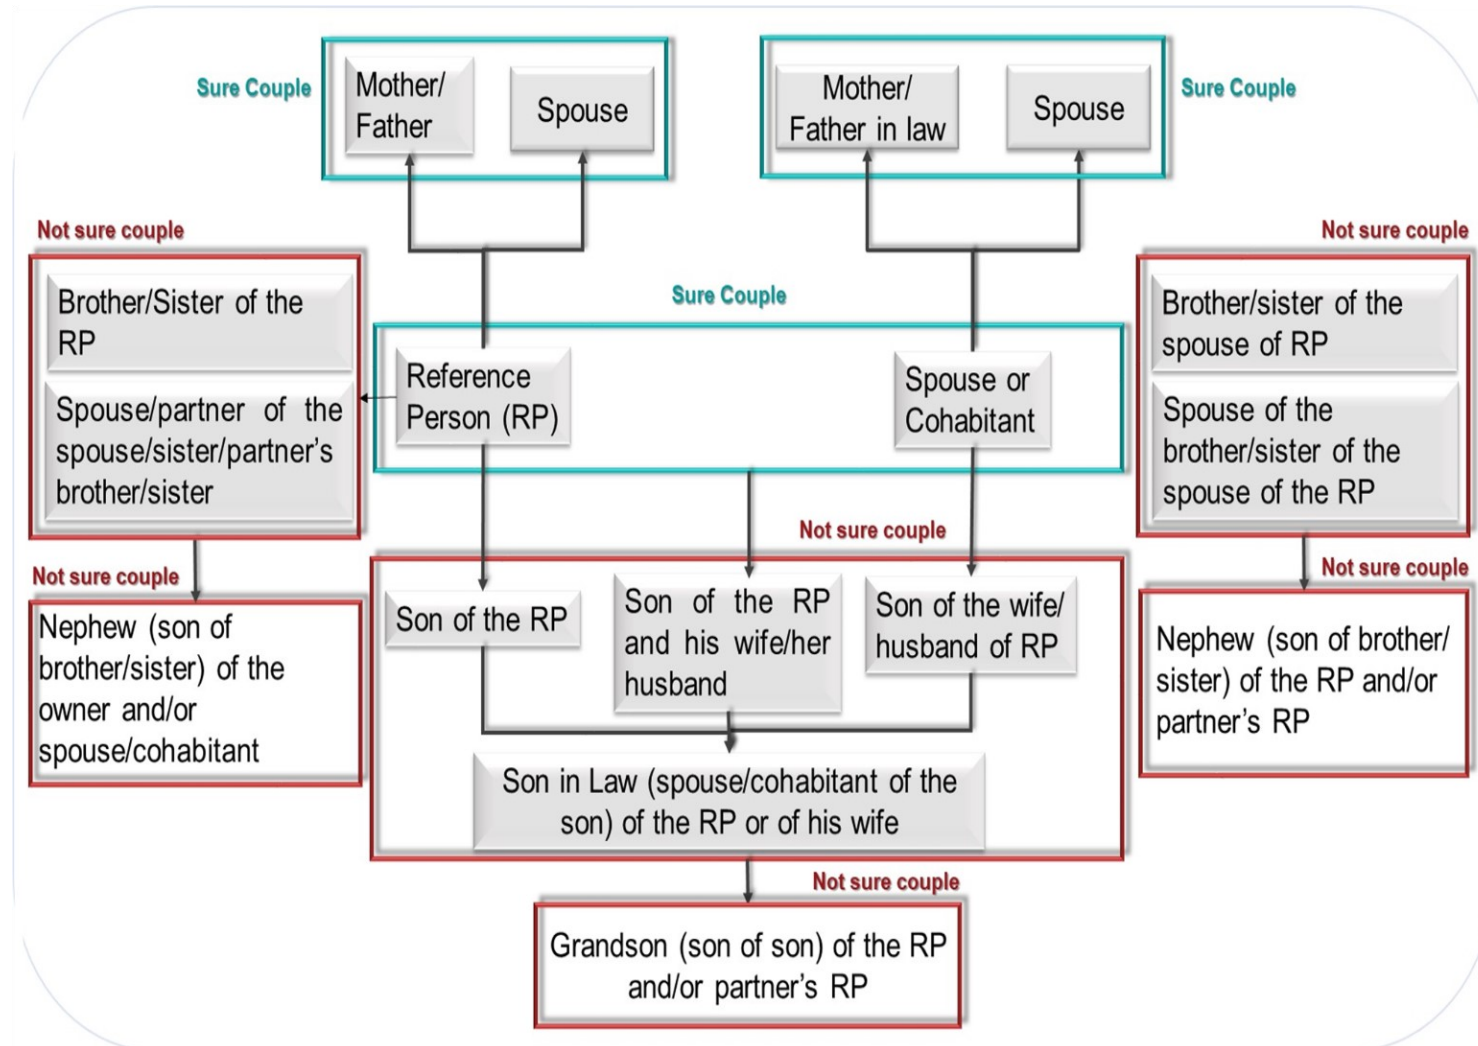 Sure Couple
Mother/
Father
Spouse
Mother/
Father in law
Spouse
Sure Couple
Not sure couple
Brother/Sister of the
RP
Spouse/partner of the
spouse/sister/partner's
brother/sister
Sure Couple
Reference
Person (RP)
Spouse or
Cohabitant
Not sure couple
Brother/sister of the
spouse of RP
Spouse of the
brother/sister of the
spouse of the RP
Not sure couple
Nephew (son of
brother/sister) of the
owner and/or
spouse/cohabitant
Not sure couple
Son of the RP
Son of the RP
and his wife/her
husband
Son of the wife/
husband of RP
Son in Law (spouse/cohabitant of the
son) of the RP or of his wife
Not sure couple
Nephew (son of brother/
sister) of the RP and/or
partner's RP
Not sure couple
Grandson (son of son) of the RP
and/or partner's RP